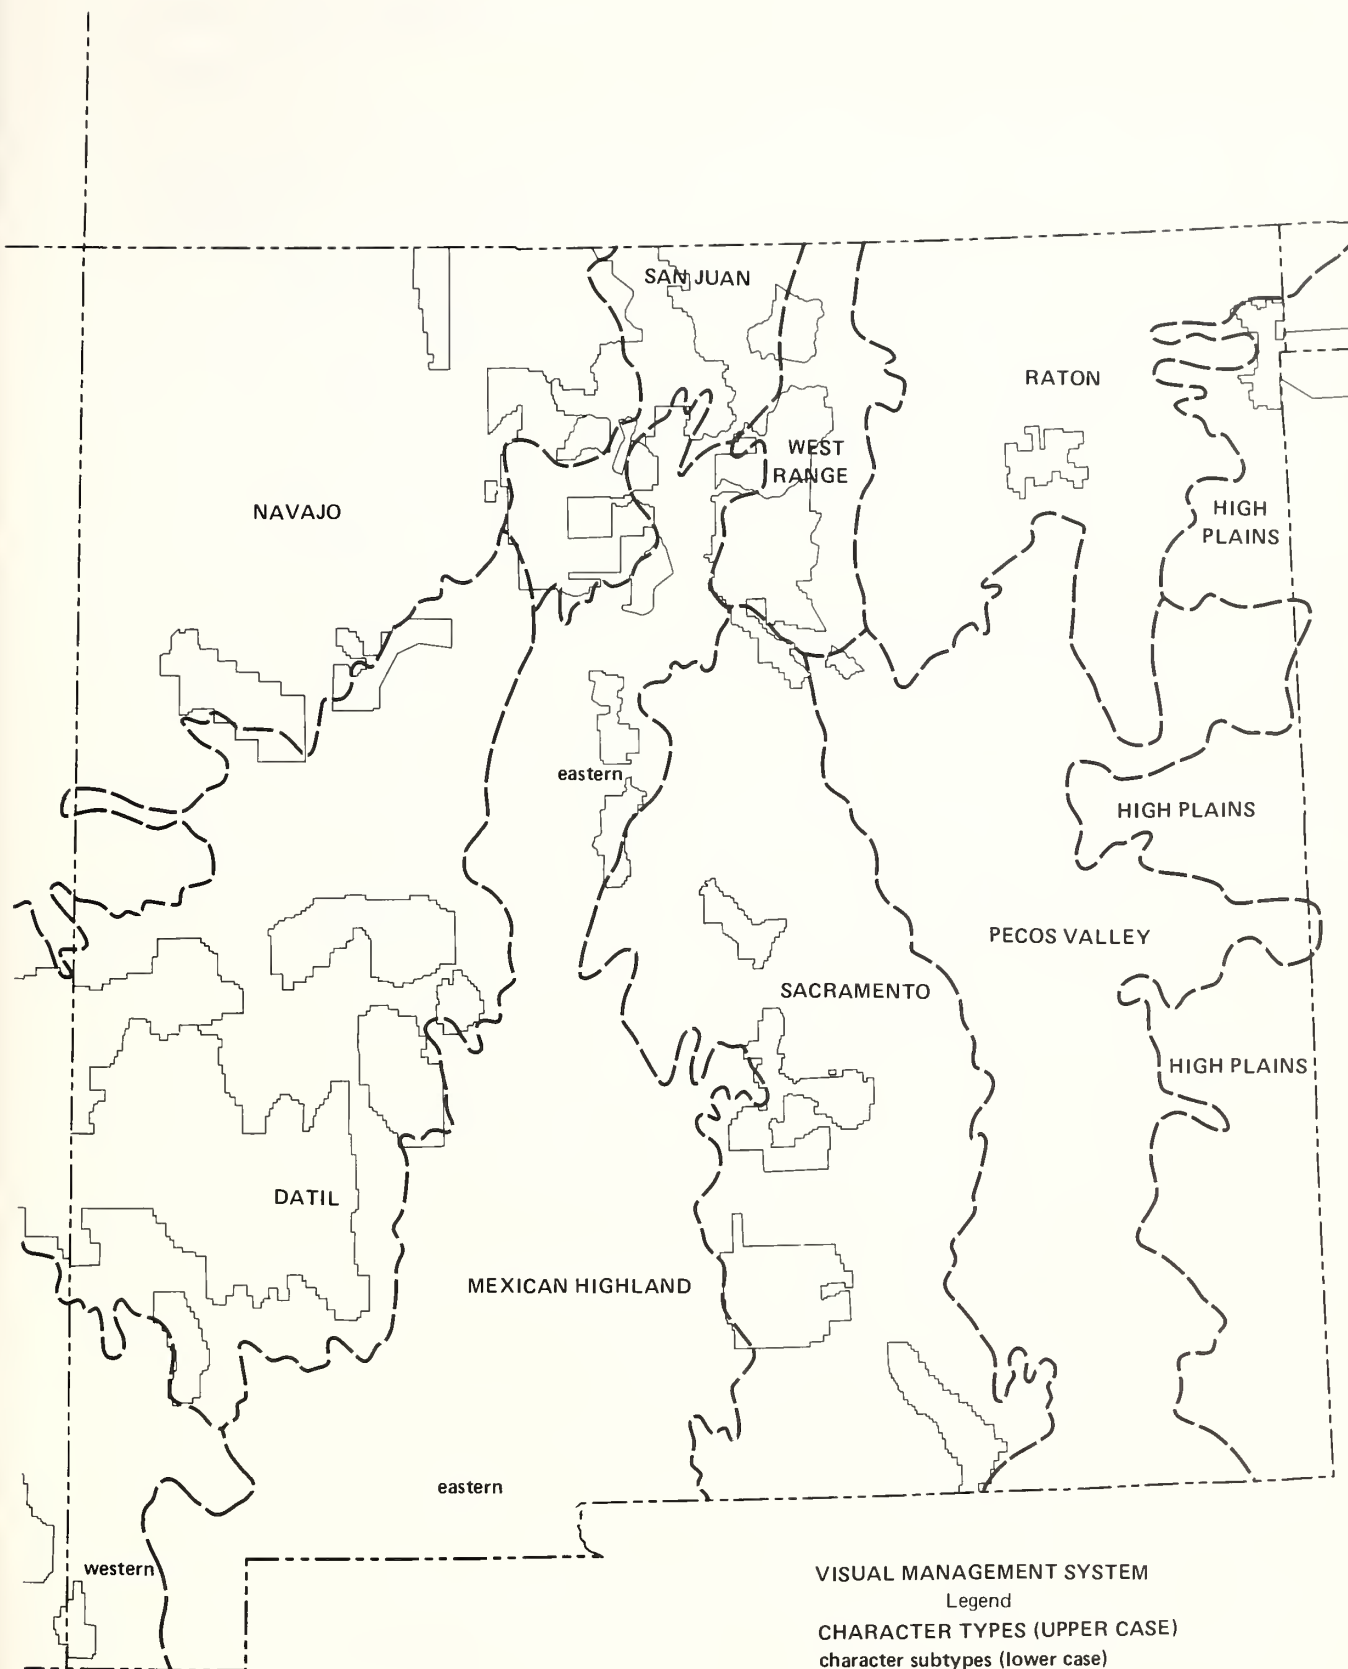 SAN JUAN
RATON
WEST
RANGE
NAVAJO
HIGH
PLAINS
eastern
HIGH PLAINS
PECOS VALLEY
SACRAMENTO
HIGH PLAINS
DATIL
MEXICAN HIGHLAND
eastern
western
VISUAL MANAGEMENT SYSTEM
Legend
CHARACTER TYPES (UPPER CASE)
character subtypes (lower case)